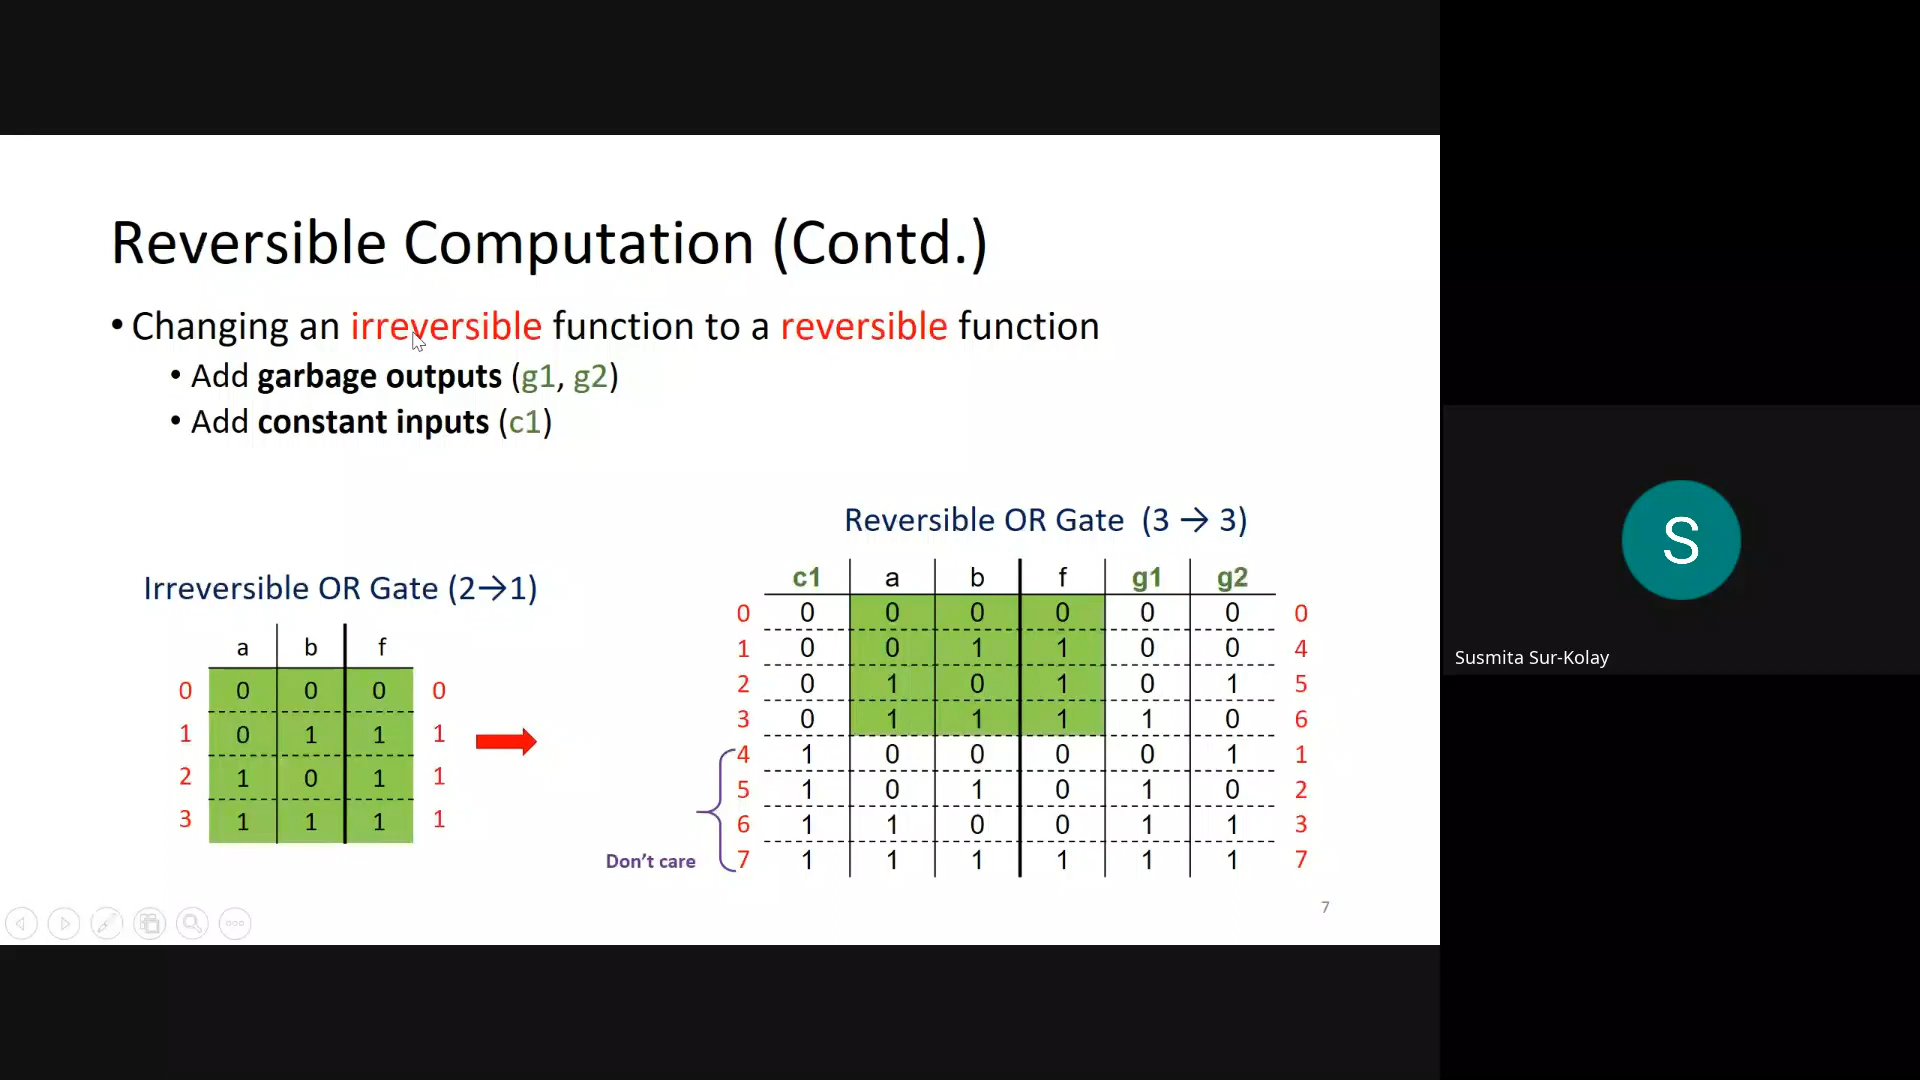 Reversible Computation (Contd.)
• Changing an irreversible function to a reversible function
• Add garbage outputs (g1, g2)
• Add constant inputs (c1)
Irreversible OR Gate (2→1)
a b f
0 0 0 0 0
1 0 1 1 1
2 1 0 1 1
3 1 1 1 1
Reversible OR Gate (3 → 3)
c1 a b f g1 g2
0 0 0 0 0 0 0 0
1 0 0 1 1 0 0 4
2 0 1 0 1 0 1 5
3 0 1 1 1 1 0 6
4 1 0 0 0 0 1 1
5 1 0 1 0 1 0 2
6 1 1 0 0 1 1 3
7 1 1 1 1 1 1 7
Don't care
7
S
Susmita Sur-Kolay